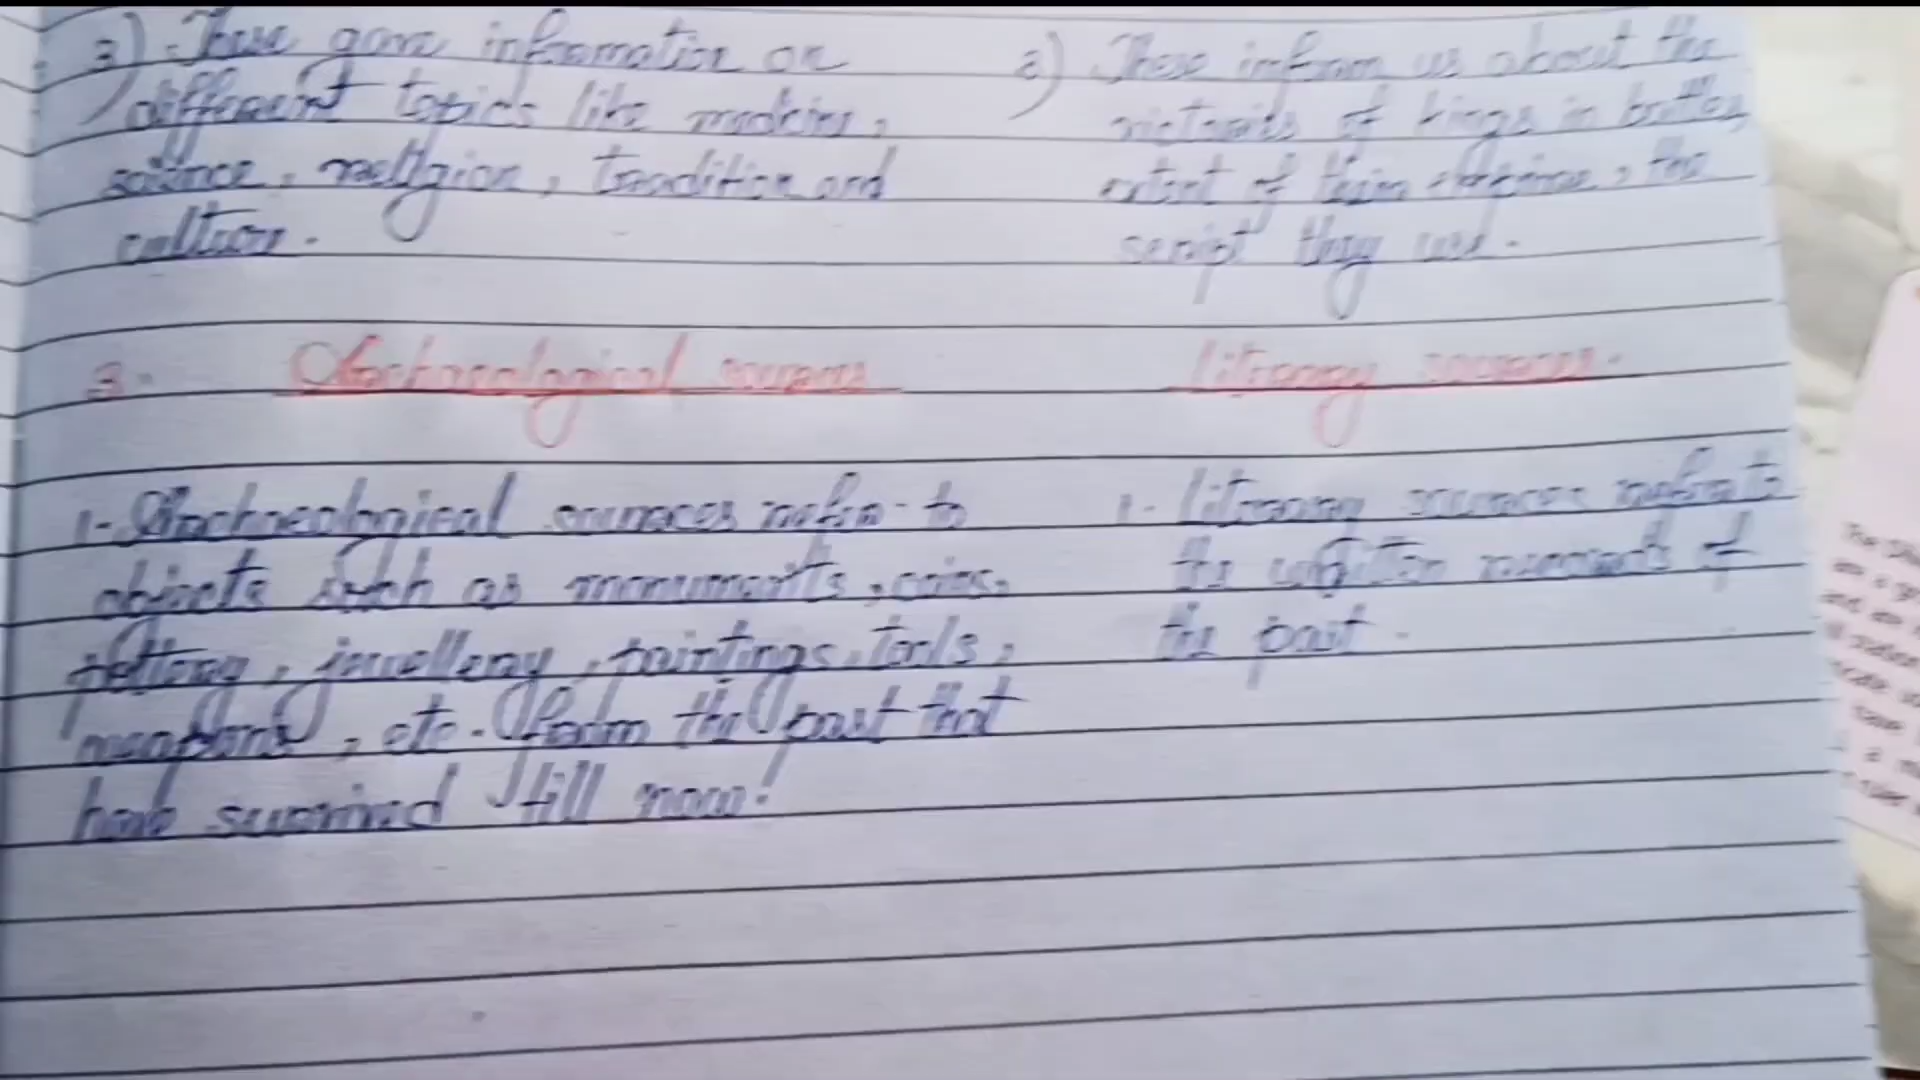 2) These gave information on
different topics like medicine,
science, religion, tradition and
culture.
2) These inform us about the
victories of kings in battles,
extent of their empire, the
script they use.
3. Archaeological sources
Literary sources.
1- Archaeological sources refer to
objects such as monuments, coins,
pottery, jewellery, paintings, tools,
weapons, etc. from the past that
have survived till now.
1- Literary sources refer to
the written records of
the past.